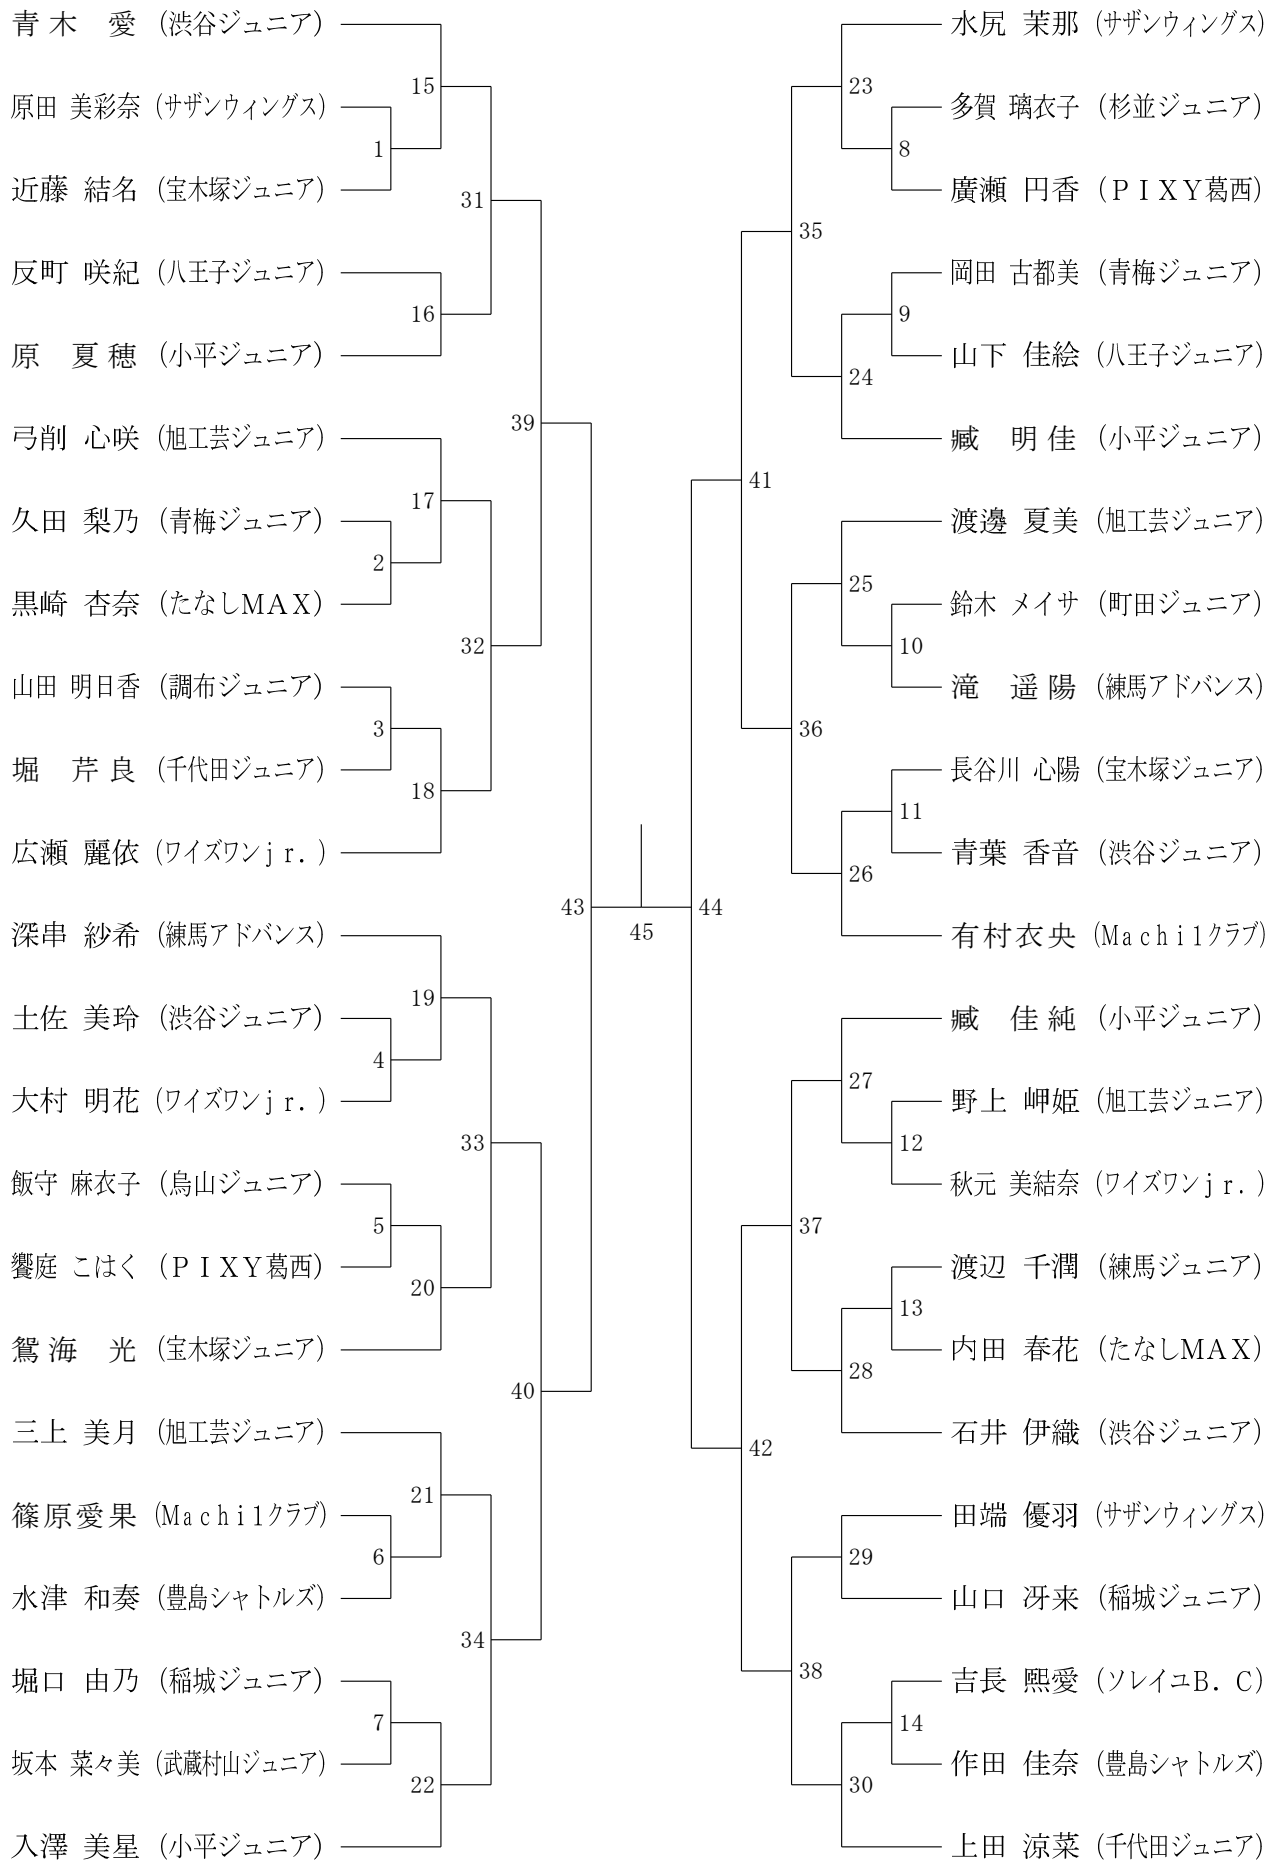 青木 愛 (渋谷ジュニア)
15
原田 美彩奈 (サザンウィングス)
1
近藤 結名 (宝木塚ジュニア)
31
反町 咲紀 (八王子ジュニア)
16
原 夏穂 (小平ジュニア)
39
弓削 心咲 (旭工芸ジュニア)
17
久田 梨乃 (青梅ジュニア)
2
黒崎 杏奈 (たなしMAX)
32
山田 明日香 (調布ジュニア)
3
堀 芹良 (千代田ジュニア)
18
広瀬 麗依 (ワイズワンjr.)
43
深串 紗希 (練馬アドバンス)
19
土佐 美玲 (渋谷ジュニア)
4
大村 明花 (ワイズワンjr.)
33
飯守 麻衣子 (烏山ジュニア)
5
饗庭 こはく (PIXY葛西)
20
鴛海 光 (宝木塚ジュニア)
40
三上 美月 (旭工芸ジュニア)
21
篠原愛果 (Machi1クラブ)
6
水津 和奏 (豊島シャトルズ)
34
堀口 由乃 (稲城ジュニア)
7
坂本 菜々美 (武蔵村山ジュニア)
22
入澤 美星 (小平ジュニア)
45
水尻 茉那 (サザンウィングス)
23
多賀 璃衣子 (杉並ジュニア)
8
廣瀬 円香 (PIXY葛西)
35
岡田 古都美 (青梅ジュニア)
9
山下 佳絵 (八王子ジュニア)
24
臧 明佳 (小平ジュニア)
41
渡邊 夏美 (旭工芸ジュニア)
25
鈴木 メイサ (町田ジュニア)
10
滝 遥陽 (練馬アドバンス)
36
長谷川 心陽 (宝木塚ジュニア)
11
青葉 香音 (渋谷ジュニア)
26
有村衣央 (Machi1クラブ)
44
臧 佳純 (小平ジュニア)
27
野上 岬姫 (旭工芸ジュニア)
12
秋元 美結奈 (ワイズワンjr.)
37
渡辺 千潤 (練馬ジュニア)
13
内田 春花 (たなしMAX)
28
石井 伊織 (渋谷ジュニア)
42
田端 優羽 (サザンウィングス)
29
山口 冴来 (稲城ジュニア)
38
吉長 熙愛 (ソレイユB.C)
14
作田 佳奈 (豊島シャトルズ)
30
上田 涼菜 (千代田ジュニア)